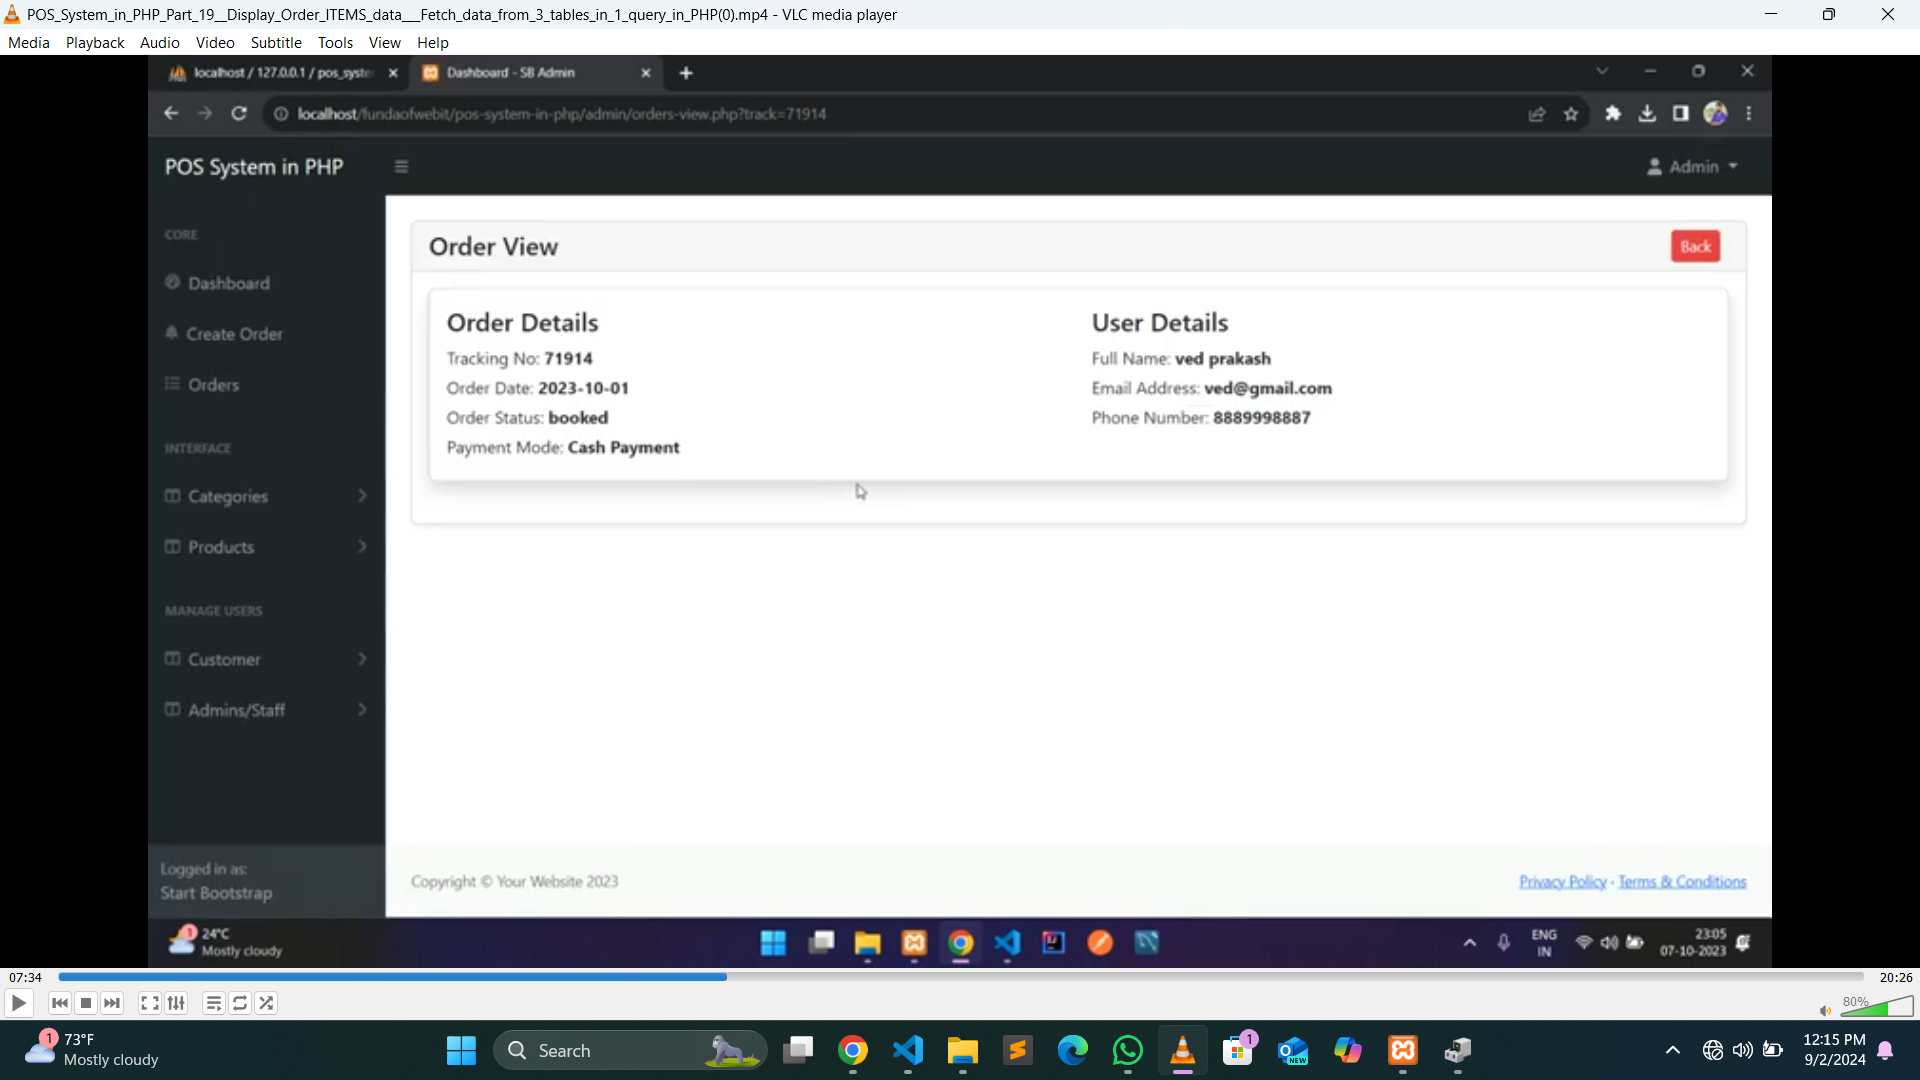 POS_System_in_PHP_Part_19__Display_Order_ITEMS_data___Fetch_data_from_3_tables_in_1_query_in_PHP(0).mp4 - VLC media player
Media Playback Audio Video Subtitle Tools View Help
localhost / 127.0.0.1 / pos_syste
Dashboard - SB Admin
localhost/fundaofwebit/pos-system-in-php/admin/orders-view.php?track=71914
POS System in PHP
Admin
CORE
Dashboard
Create Order
Orders
INTERFACE
Categories
Products
MANAGE USERS
Customer
Admins/Staff
Logged in as:
Start Bootstrap
Order View
Back
Order Details
Tracking No: 71914
Order Date: 2023-10-01
Order Status: booked
Payment Mode: Cash Payment
User Details
Full Name: ved prakash
Email Address: ved@gmail.com
Phone Number: 8889998887
Copyright © Your Website 2023
Privacy Policy · Terms & Conditions
1
24°C
Mostly cloudy
ENG
IN
23:05
07-10-2023
07:34
20:26
80%
1
73°F
Mostly cloudy
Search
1
NEW
12:15 PM
9/2/2024